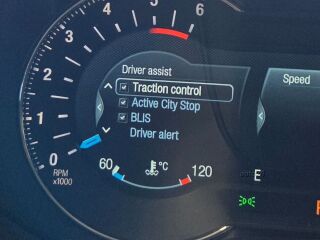 6
5
4
3
2
1
0
RPM
x1000
Driver assist
Traction control
Active City Stop
BLIS
Driver alert
60 °C 120
Speed
E